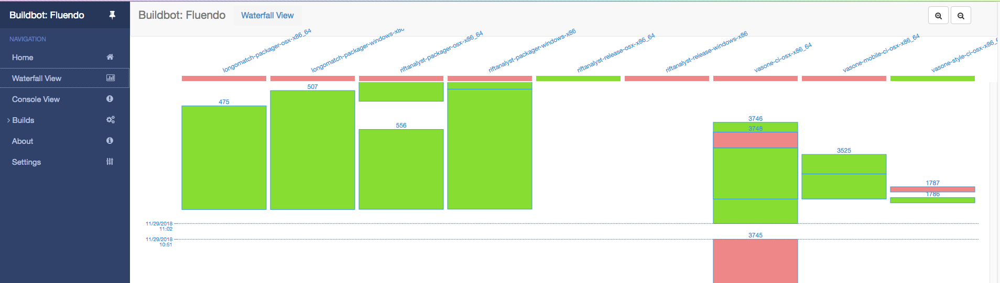 Buildbot: Fluendo
NAVIGATION
Home
Waterfall View
Console View
Builds
About
Settings
Buildbot: Fluendo
Waterfall View
longomatch-packager-osx-x86_64
longomatch-packager-windows-x86
riftanalyst-packager-osx-x86_64
riftanalyst-packager-windows-x86
riftanalyst-release-osx-x86_64
riftanalyst-release-windows-x86
vasone-ci-osx-x86_64
vasone-mobile-ci-osx-x86_64
vasone-style-ci-osx-x86_6
507
475
3746
556
3748
3525
1787
1786
11/29/2018
11:02
3745
11/29/2018
10:51